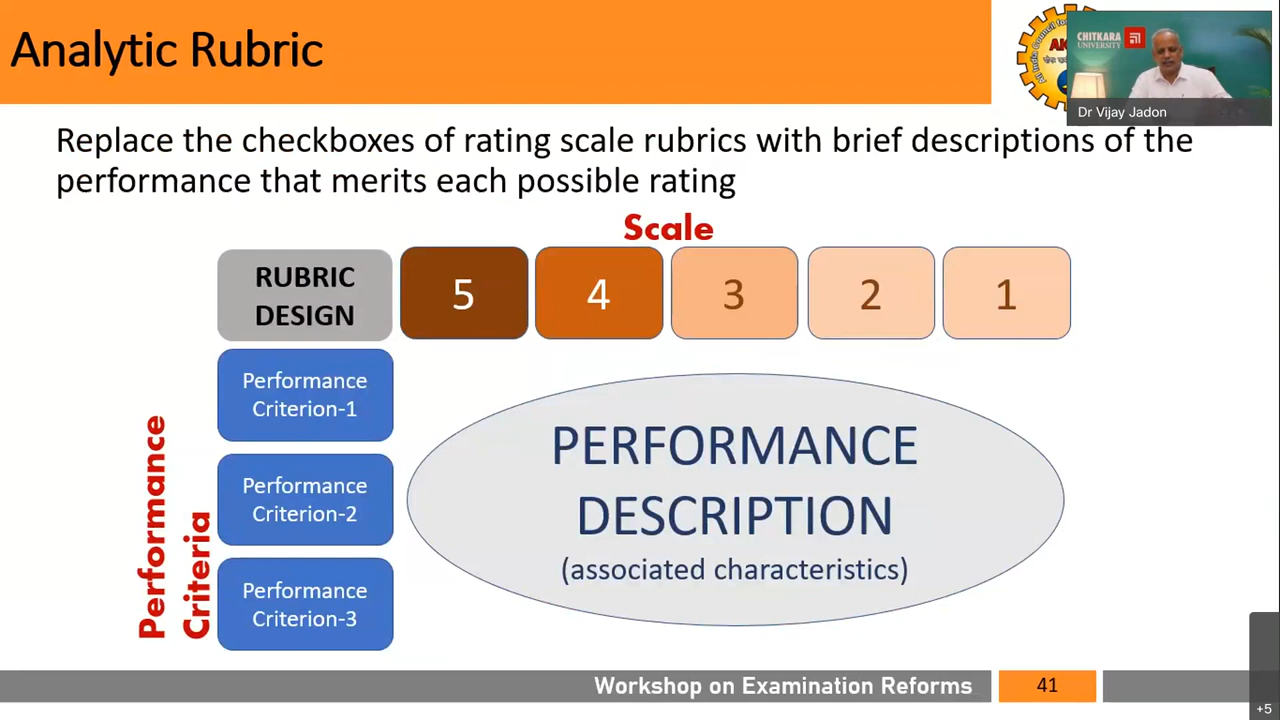 Analytic Rubric
CHITKARA
UNIVERSITY
Dr Vijay Jadon
Replace the checkboxes of rating scale rubrics with brief descriptions of the
performance that merits each possible rating
Scale
RUBRIC
DESIGN
5
4
3
2
1
Performance
Criteria
Performance
Criterion-1
Performance
Criterion-2
Performance
Criterion-3
PERFORMANCE
DESCRIPTION
(associated characteristics)
Workshop on Examination Reforms
41
+5